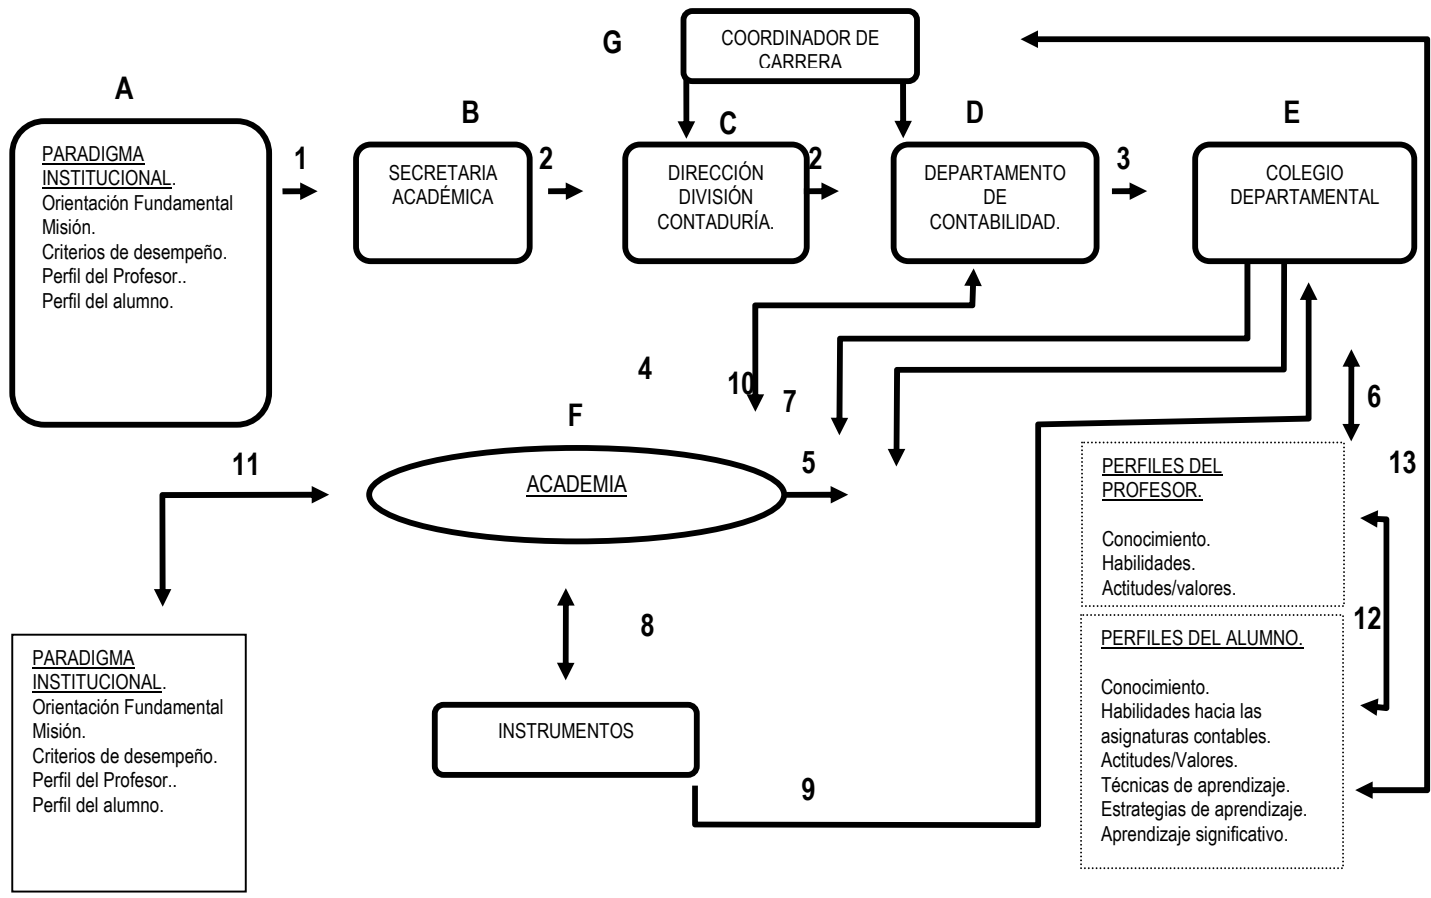 G
COORDINADOR DE
CARRERA
A
B
C
D
E
PARADIGMA
INSTITUCIONAL.
Orientación Fundamental
Misión.
Criterios de desempeño.
Perfil del Profesor..
Perfil del alumno.
1
SECRETARIA
ACADÉMICA
2
DIRECCIÓN
DIVISIÓN
CONTADURÍA.
2
DEPARTAMENTO
DE
CONTABILIDAD.
3
COLEGIO
DEPARTAMENTAL
4
10
7
6
F
11
ACADEMIA
5
13
PERFILES DEL
PROFESOR.
Conocimiento.
Habilidades.
Actitudes/valores.
12
8
PERFILES DEL ALUMNO.
Conocimiento.
Habilidades hacia las
asignaturas contables.
Actitudes/Valores.
Técnicas de aprendizaje.
Estrategias de aprendizaje.
Aprendizaje significativo.
PARADIGMA
INSTITUCIONAL.
Orientación Fundamental
Misión.
Criterios de desempeño.
Perfil del Profesor..
Perfil del alumno.
INSTRUMENTOS
9